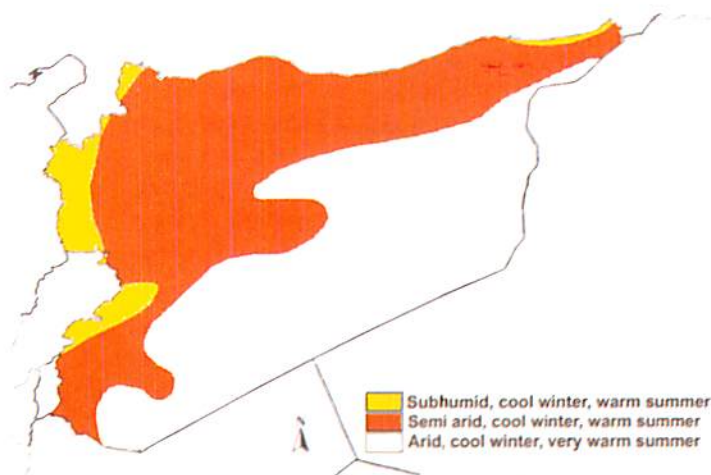 Subhumid, cool winter, warm summer
Semi arid, cool winter, warm summer
Arid, cool winter, very warm summer